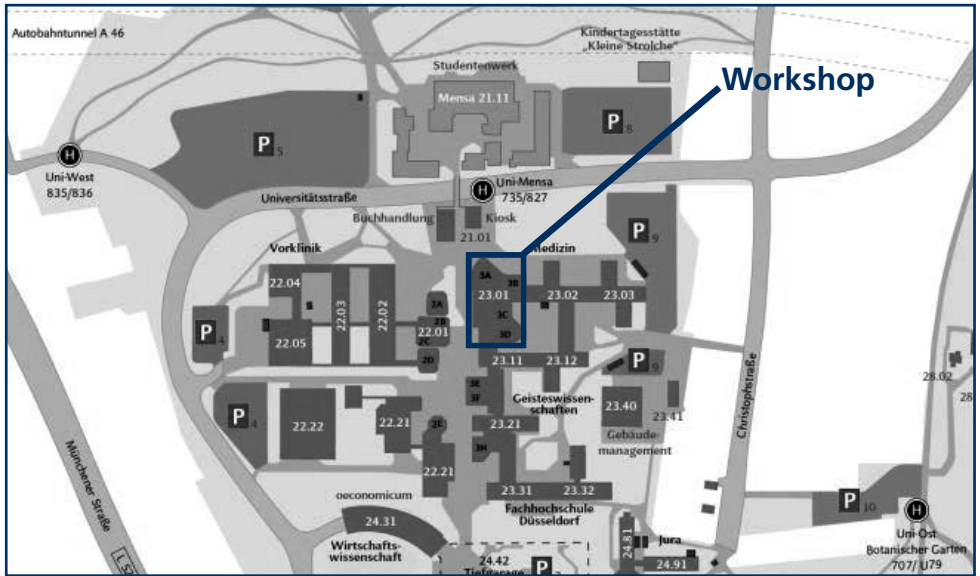 Autobahntunnel A 46
Kindertagesstätte
„Kleine Strolche“
Studentenwerk
Workshop
Mensa 21.11
P 5
P 8
H
Uni-West
835/836
Universitätsstraße
H
Uni-Mensa
735/827
Buchhandlung
Kiosk
21.01
P 9
Vorklinik
Medizin
22.04
22.03
22.02
2A
2B
22.01
2C
2D
22.05
P 4
3A
3B
23.01
3C
3D
23.02
23.03
23.11
23.12
P 9
28.02
28
3E
3F
Geisteswissen-
schaften
23.40
23.41
Gebäude-
management
Christophstraße
P 4
22.22
22.21
2F
22.21
23.21
3H
23.31
23.32
Fachhochschule
Düsseldorf
P 10
H
Uni-Ost
Botanischer Garten
707/ U79
Münchener Straße
L 52
oeconomicum
24.31
Wirtschafts-
wissenschaft
24.42
Tiefgarage
P
24.81
Jura
24.91